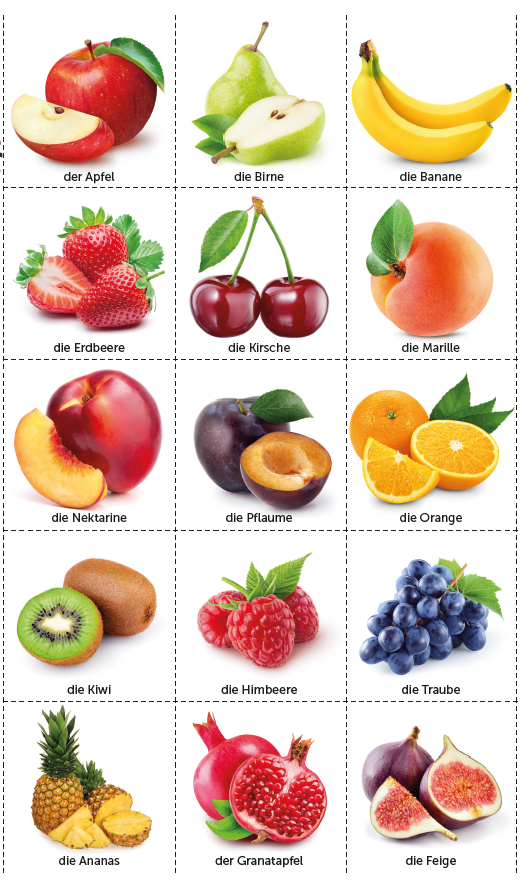 der Apfel
die Birne
die Banane
die Erdbeere
die Kirsche
die Marille
die Nektarine
die Pflaume
die Orange
die Kiwi
die Himbeere
die Traube
die Ananas
der Granatapfel
die Feige